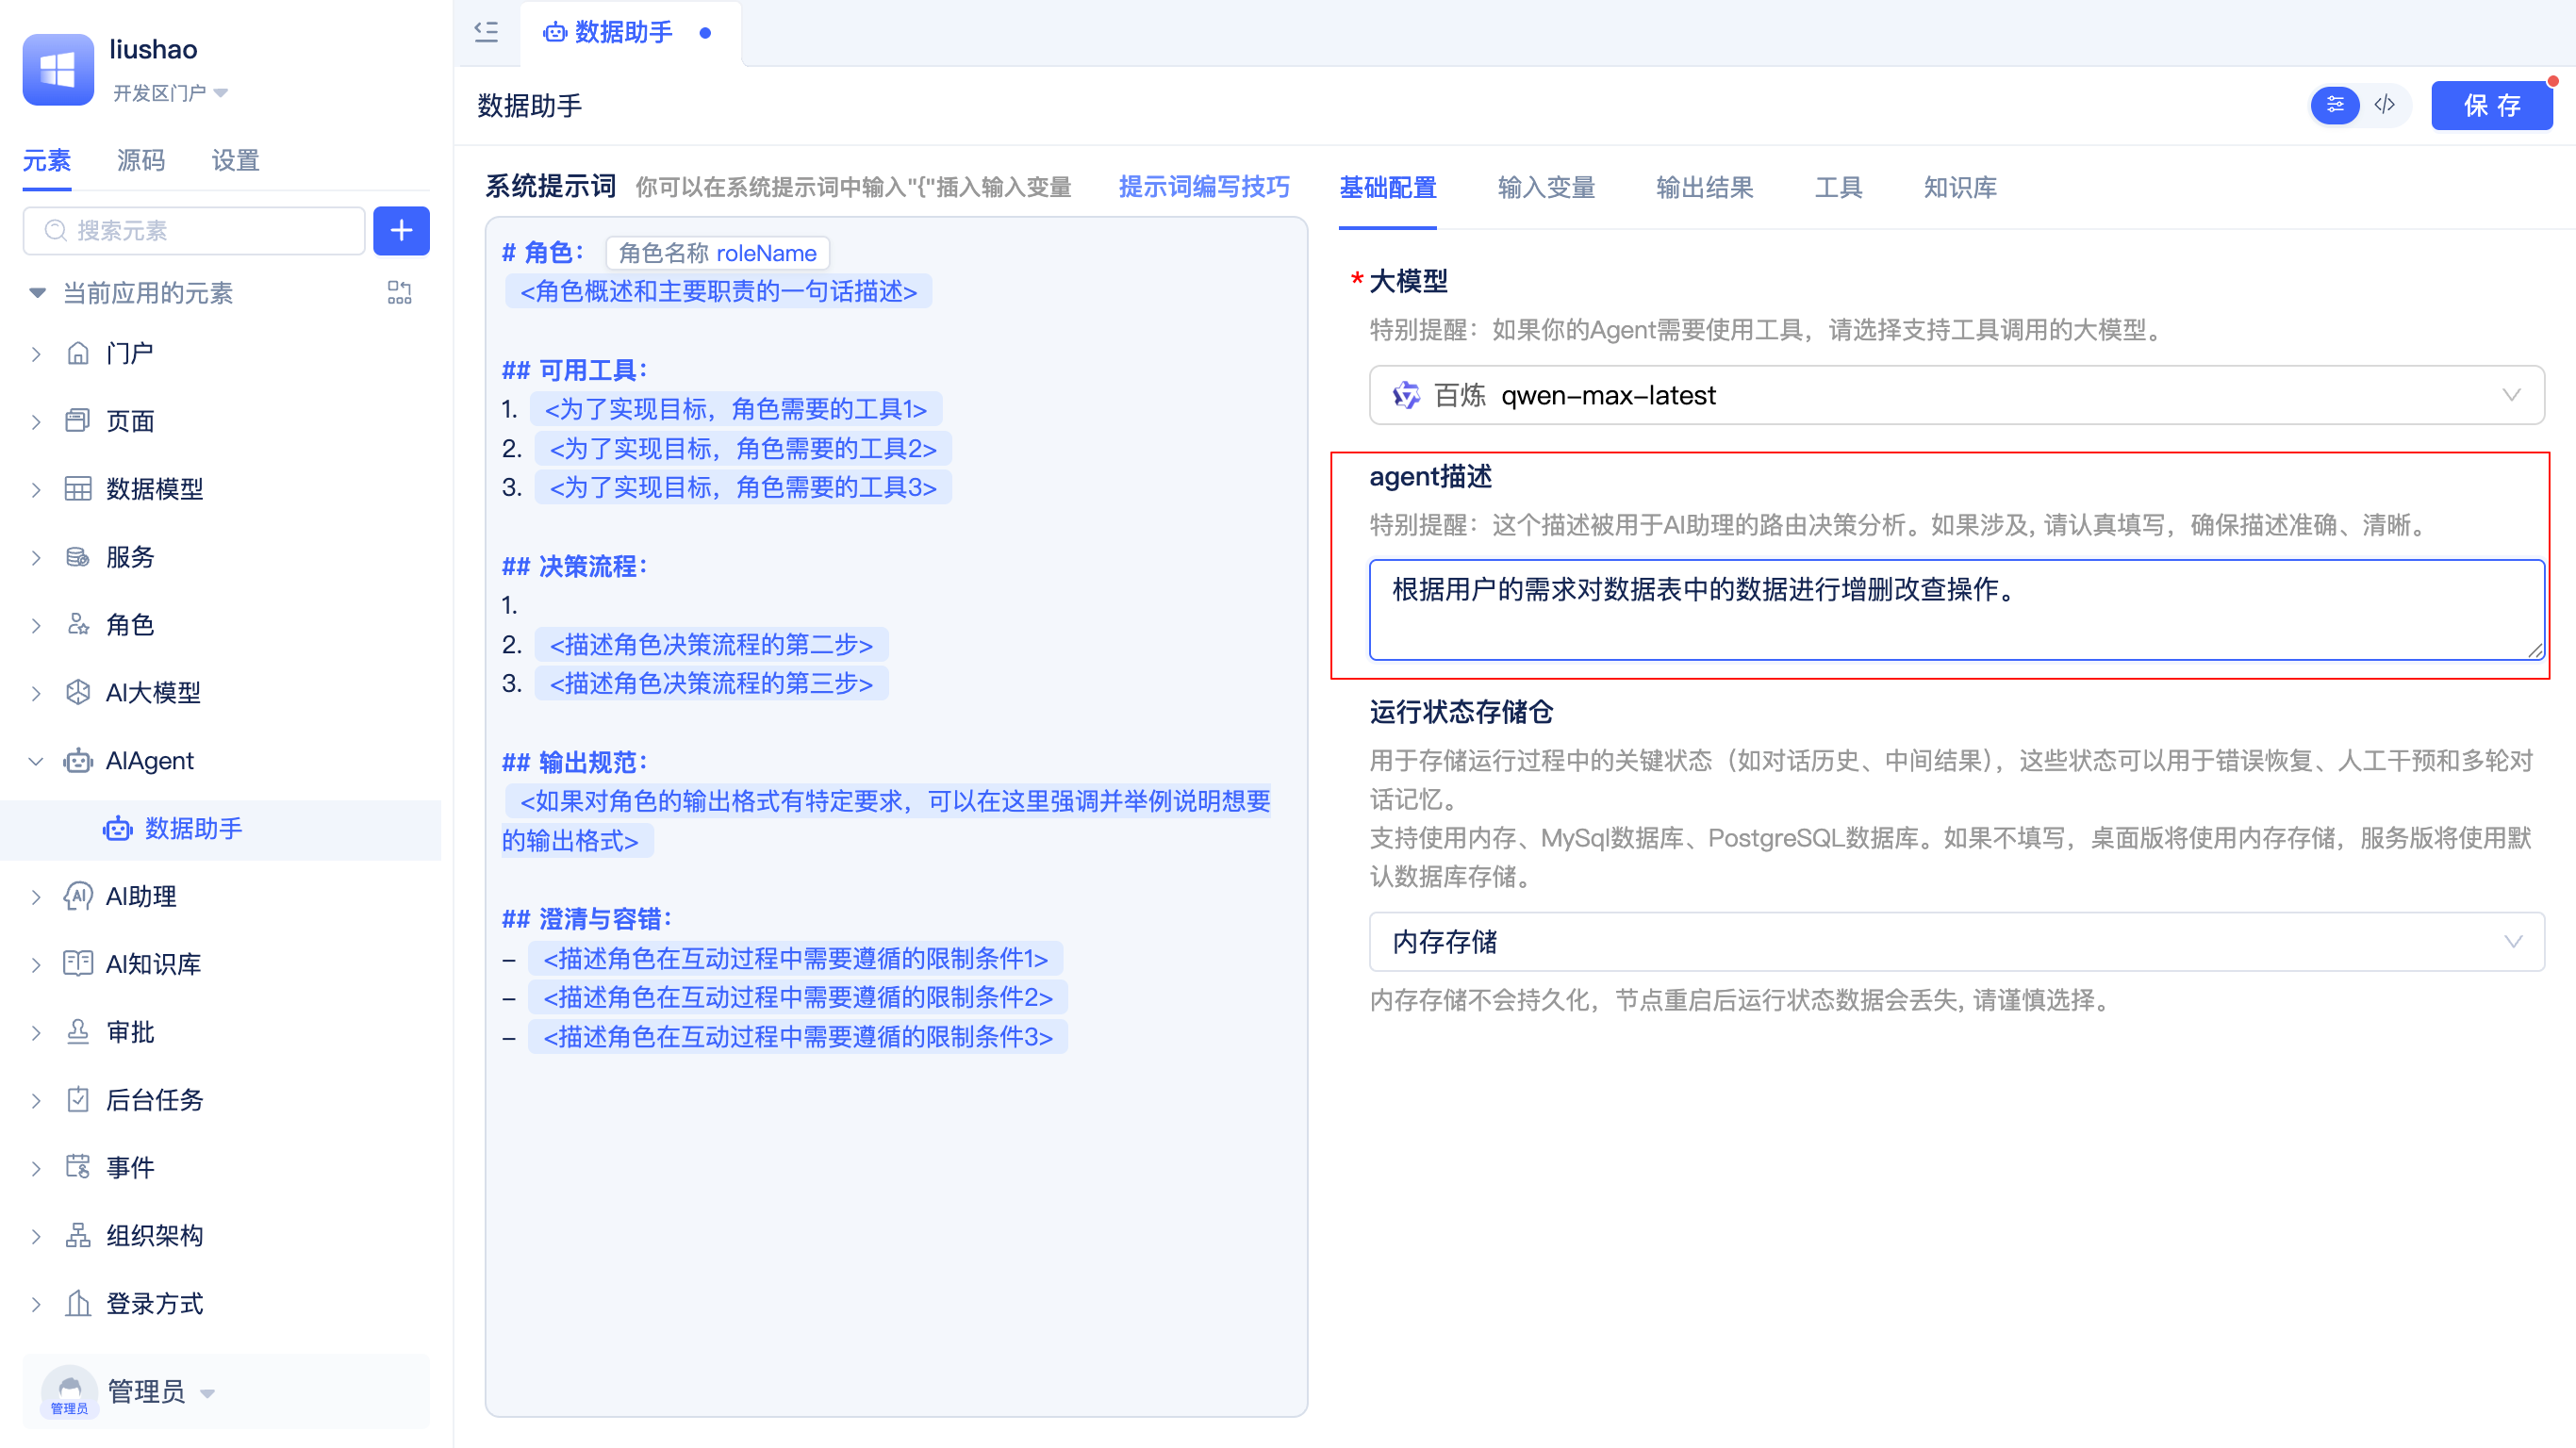 liushao
开发区门户
元素 源码 设置
搜索元素
当前应用的元素
门户
页面
数据模型
服务
角色
AI大模型
AIAgent
数据助手
AI助理
AI知识库
审批
后台任务
事件
组织架构
登录方式
管理员
管理员
数据助手
数据助手
保 存
系统提示词 你可以在系统提示词中输入"{"插入输入变量 提示词编写技巧
# 角色： 角色名称 roleName
<角色概述和主要职责的一句话描述>
## 可用工具：
1. <为了实现目标，角色需要的工具1>
2. <为了实现目标，角色需要的工具2>
3. <为了实现目标，角色需要的工具3>
## 决策流程：
1.
2. <描述角色决策流程的第二步>
3. <描述角色决策流程的第三步>
## 输出规范：
<如果对角色的输出格式有特定要求，可以在这里强调并举例说明想要
的输出格式>
## 澄清与容错：
– <描述角色在互动过程中需要遵循的限制条件1>
– <描述角色在互动过程中需要遵循的限制条件2>
– <描述角色在互动过程中需要遵循的限制条件3>
基础配置 输入变量 输出结果 工具 知识库
* 大模型
特别提醒：如果你的Agent需要使用工具，请选择支持工具调用的大模型。
百炼 qwen-max-latest
agent描述
特别提醒：这个描述被用于AI助理的路由决策分析。如果涉及, 请认真填写，确保描述准确、清晰。
根据用户的需求对数据表中的数据进行增删改查操作。
运行状态存储仓
用于存储运行过程中的关键状态（如对话历史、中间结果），这些状态可以用于错误恢复、人工干预和多轮对
话记忆。
支持使用内存、MySql数据库、PostgreSQL数据库。如果不填写，桌面版将使用内存存储，服务版将使用默
认数据库存储。
内存存储
内存存储不会持久化，节点重启后运行状态数据会丢失, 请谨慎选择。